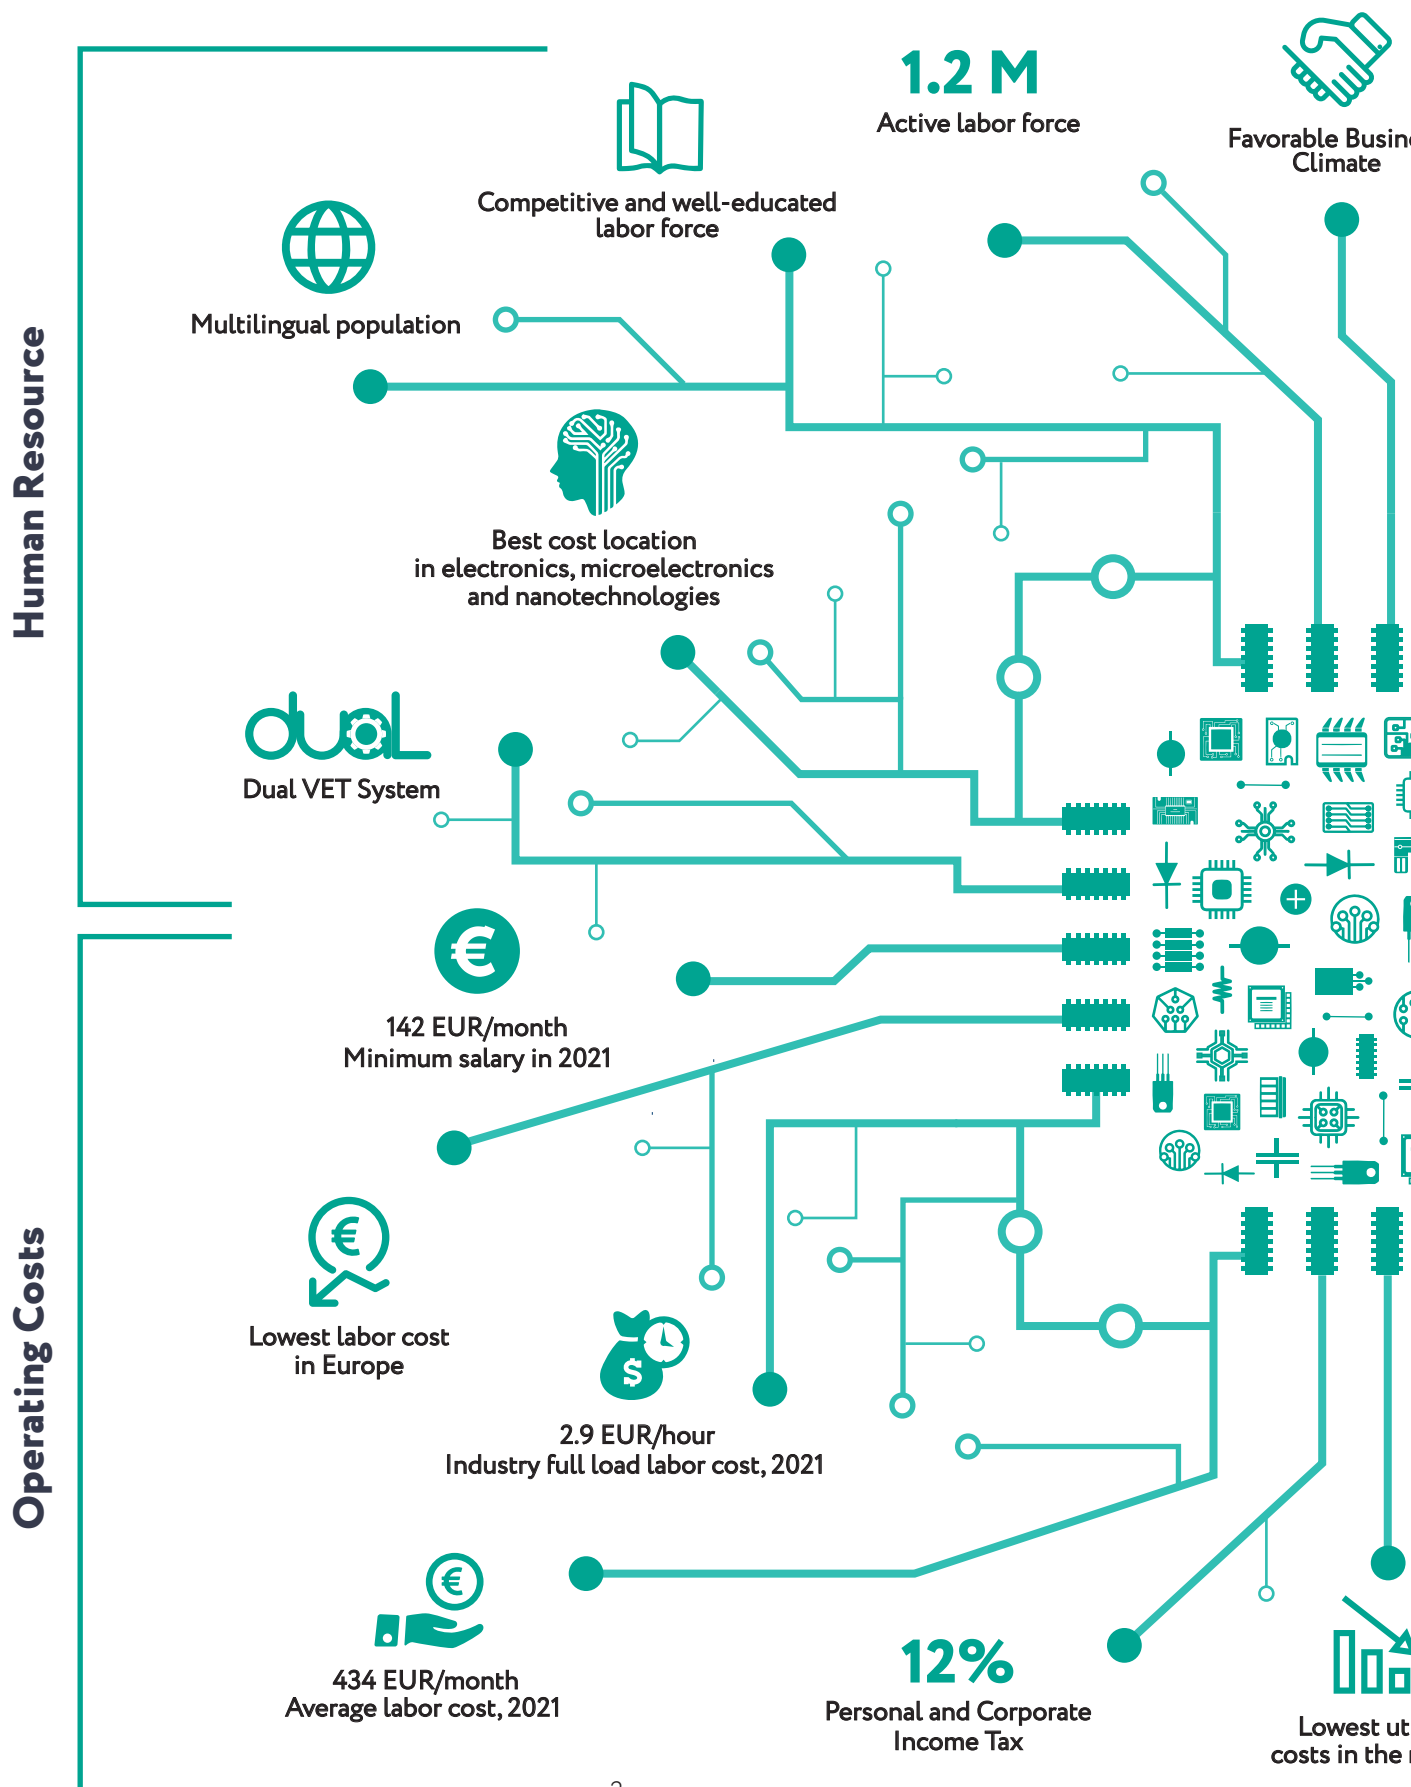 Human Resource
1.2 M
Active labor force
Favorable
Climate
Competitive and well-educated
labor force
Multilingual population
Best cost location
in electronics, microelectronics
and nanotechnologies
dual
Dual VET System
Operating Costs
€
142 EUR/month
Minimum salary in 2021
€
Lowest labor cost
in Europe
$
2.9 EUR/hour
Industry full load labor cost, 2021
€
434 EUR/month
Average labor cost, 2021
12%
Personal and Corporate
Income Tax
Lowest
costs in the